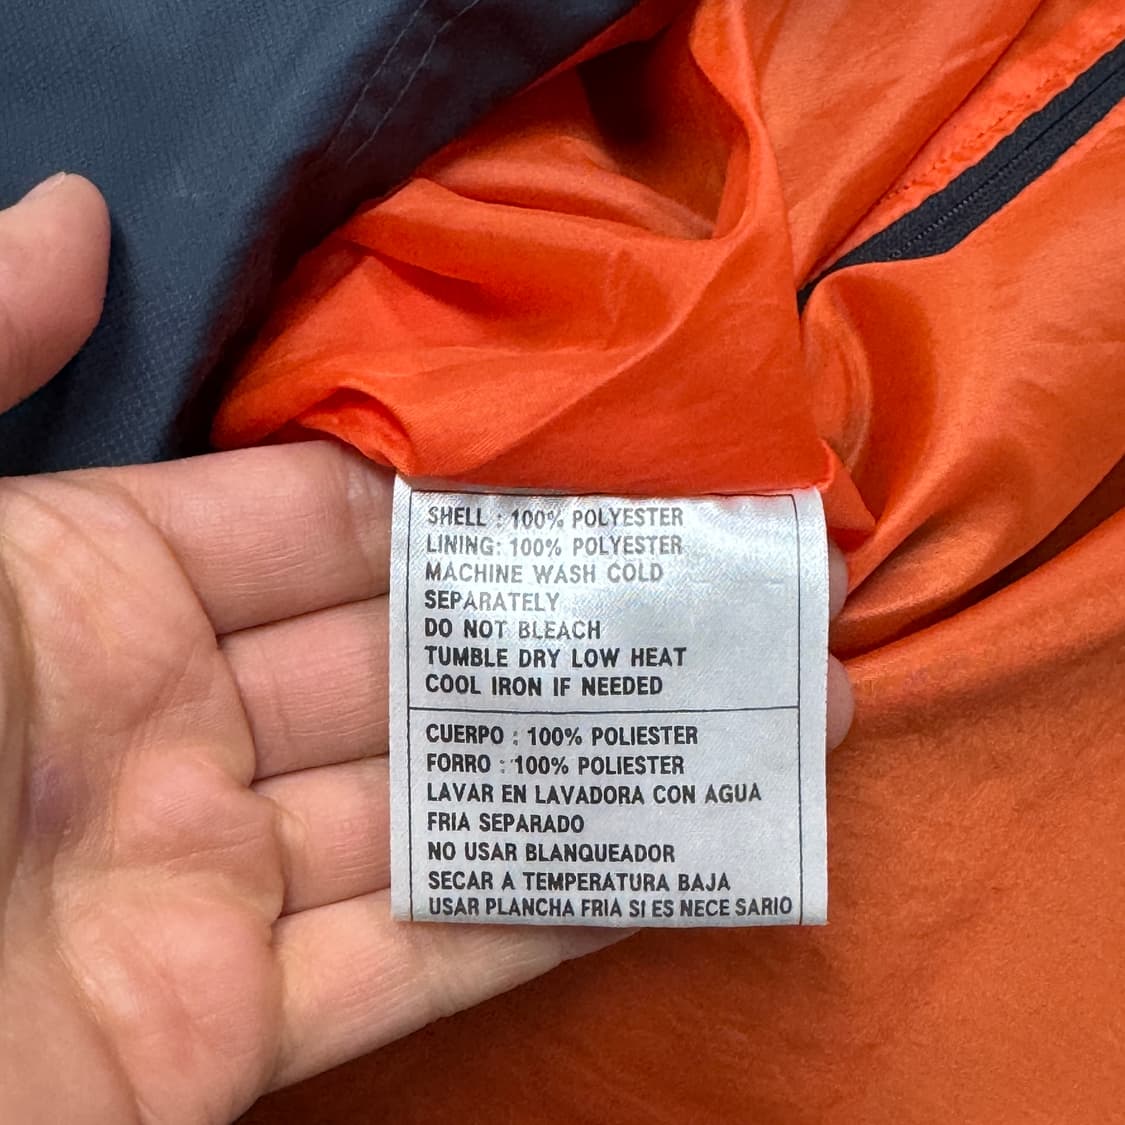 SHELL : 100% POLYESTER
LINING: 100% POLYESTER
MACHINE WASH COLD
SEPARATELY
DO NOT BLEACH
TUMBLE DRY LOW HEAT
COOL IRON IF NEEDED
CUERPO : 100% POLIESTER
FORRO : 100% POLIESTER
LAVAR EN LAVADORA CON AGUA
FRIA SEPARADO
NO USAR BLANQUEADOR
SECAR A TEMPERATURA BAJA
USAR PLANCHA FRIA SI ES NECE SARIO